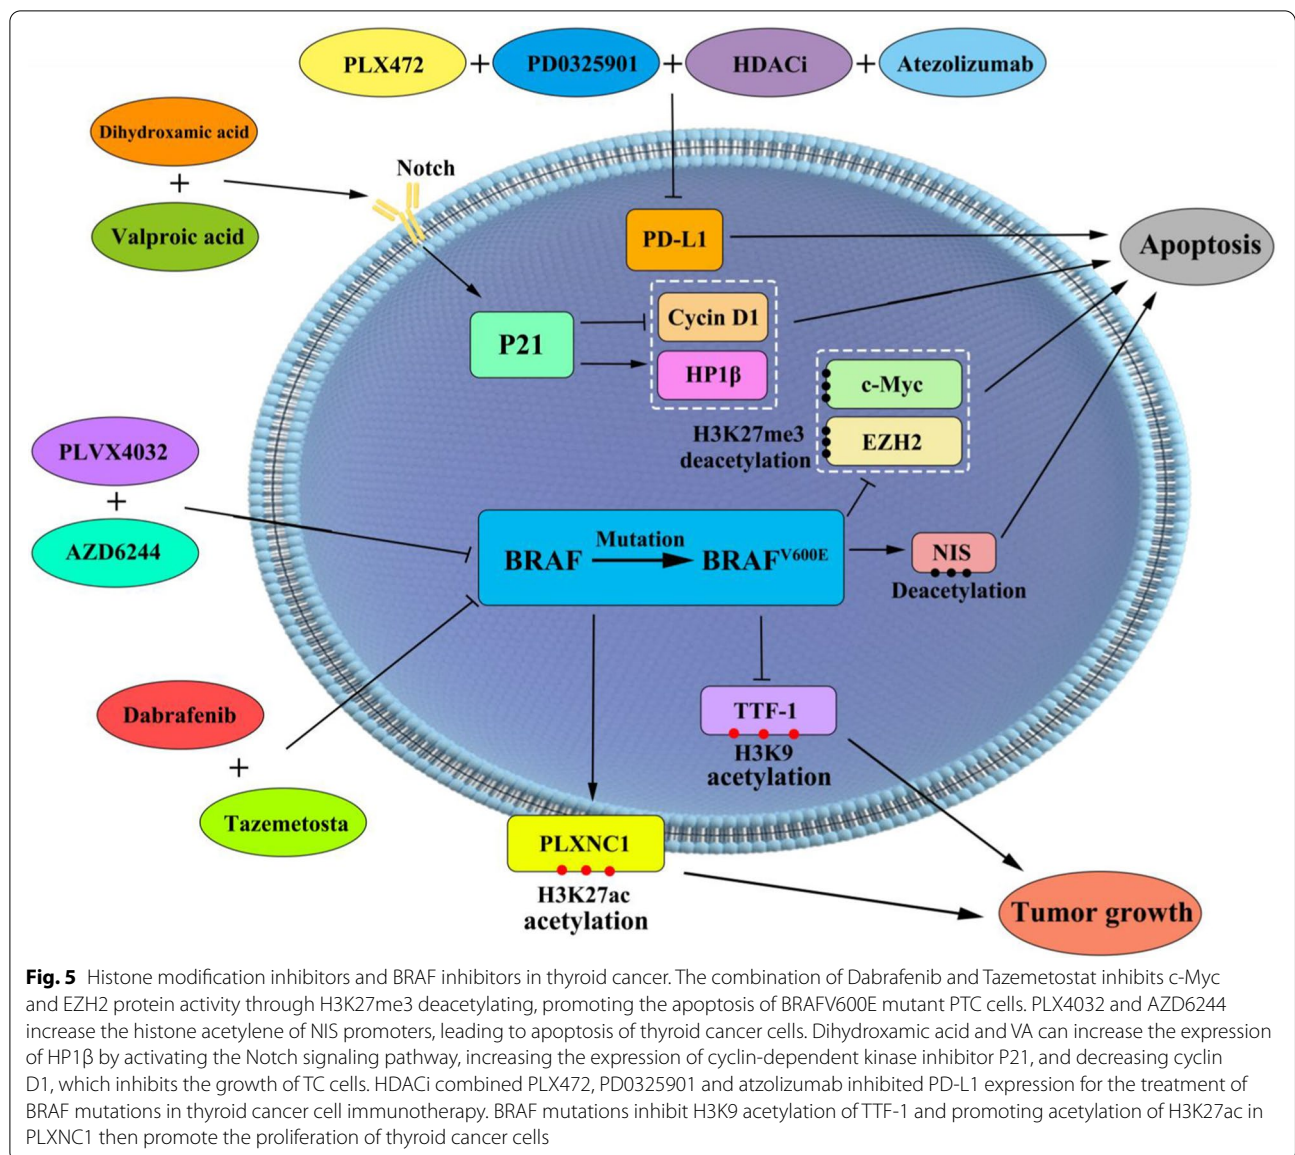 PLX472 + PD0325901 + HDACi + Atezolizumab
Dihydroxamic acid
+
Valproic acid
Notch
PD-L1
Apoptosis
P21
Cycin D1
HP1β
c-Myc
EZH2
H3K27me3
deacetylation
PLVX4032
+
AZD6244
BRAF
Mutation
BRAFV600E
NIS
Deacetylation
Dabrafenib
+
Tazemetosta
TTF-1
H3K9
acetylation
PLXNC1
H3K27ac
acetylation
Tumor growth
Fig. 5 Histone modification inhibitors and BRAF inhibitors in thyroid cancer. The combination of Dabrafenib and Tazemetostat inhibits c-Myc
and EZH2 protein activity through H3K27me3 deacetylating, promoting the apoptosis of BRAFV600E mutant PTC cells. PLX4032 and AZD6244
increase the histone acetylene of NIS promoters, leading to apoptosis of thyroid cancer cells. Dihydroxamic acid and VA can increase the expression
of HP1β by activating the Notch signaling pathway, increasing the expression of cyclin-dependent kinase inhibitor P21, and decreasing cyclin
D1, which inhibits the growth of TC cells. HDACi combined PLX472, PD0325901 and atzolizumab inhibited PD-L1 expression for the treatment of
BRAF mutations in thyroid cancer cell immunotherapy. BRAF mutations inhibit H3K9 acetylation of TTF-1 and promoting acetylation of H3K27ac in
PLXNC1 then promote the proliferation of thyroid cancer cells